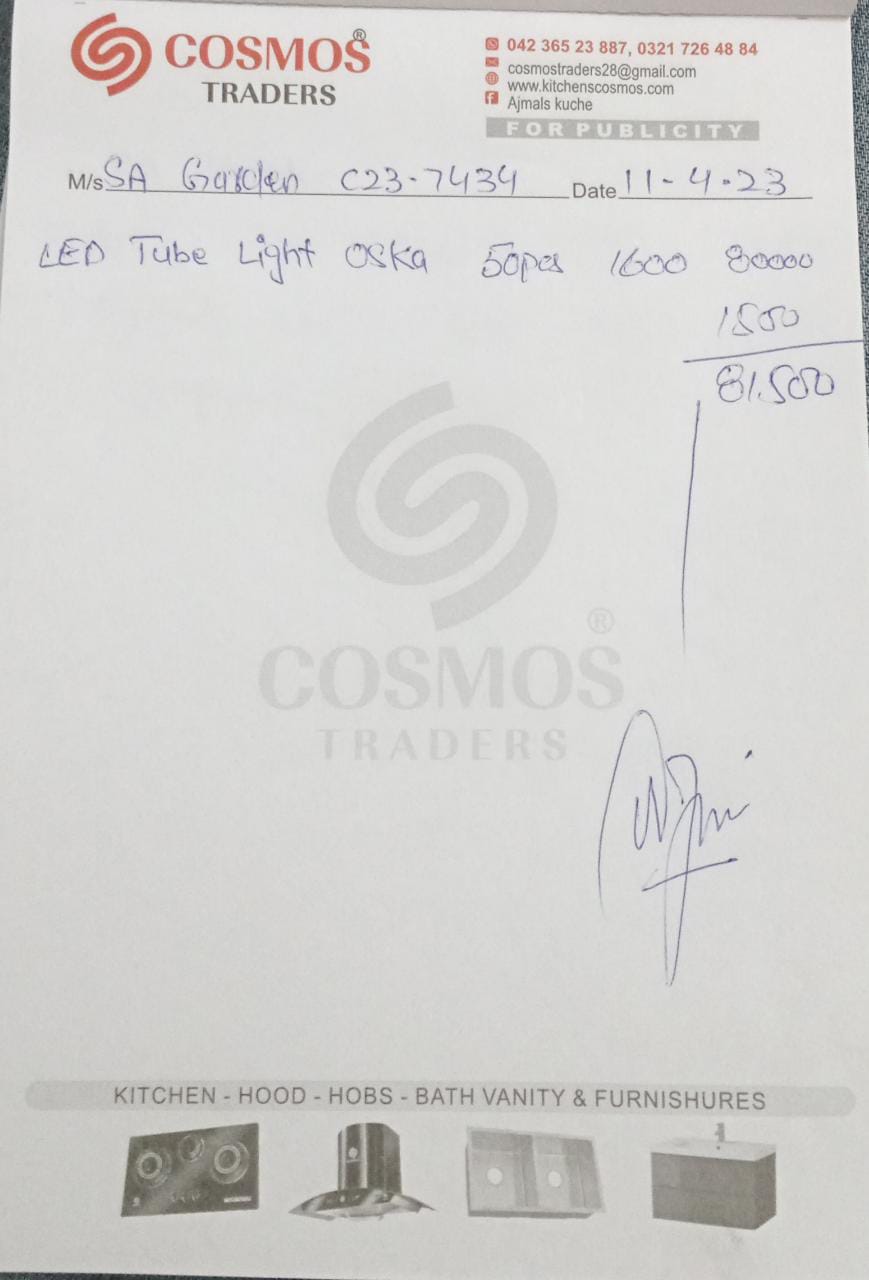 COSMOS®
TRADERS
042 365 23 887, 0321 726 48 84
cosmostraders28@gmail.com
www.kitchenscosmos.com
Ajmals kuche
FOR PUBLICITY
M/s SA Garden C23-7434 Date 11-4-23
LED Tube Light OSKa 50pcs 1600 80000
1500
81.500
COSMOS®
TRADERS
KITCHEN - HOOD - HOBS - BATH VANITY & FURNISHURES